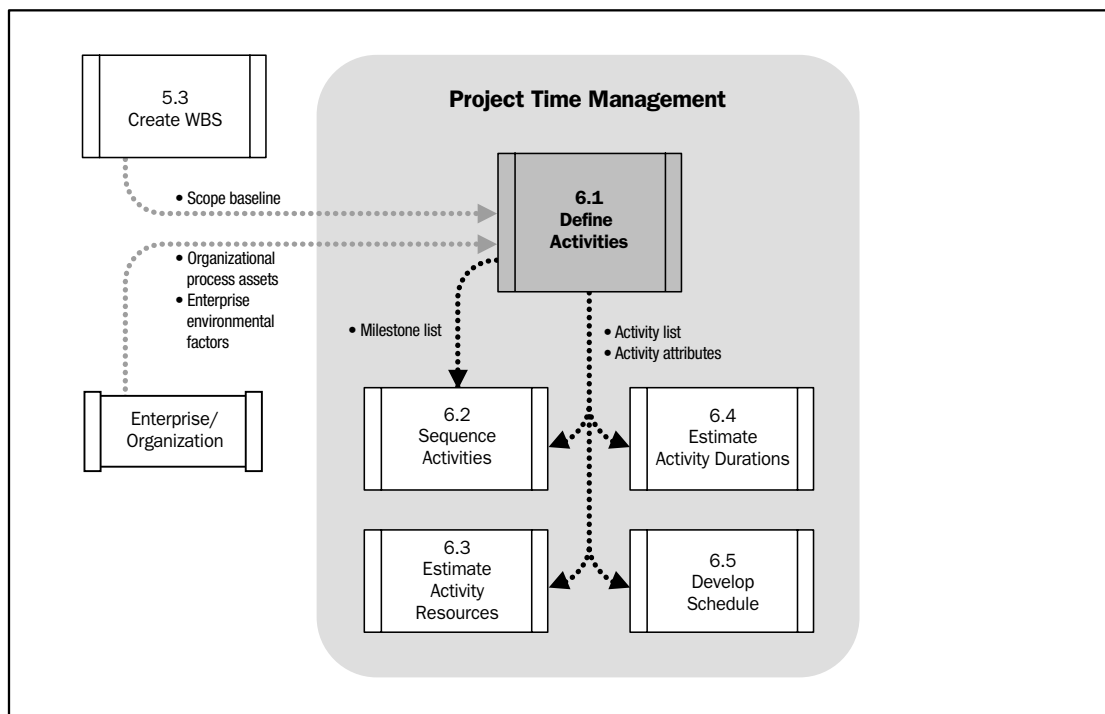 Project Time Management
5.3
Create WBS
• Scope baseline
6.1
Define
Activities
• Organizational
process assets
• Enterprise
environmental
factors
Enterprise/
Organization
• Milestone list
• Activity list
• Activity attributes
6.2
Sequence
Activities
6.4
Estimate
Activity Durations
6.3
Estimate
Activity
Resources
6.5
Develop
Schedule